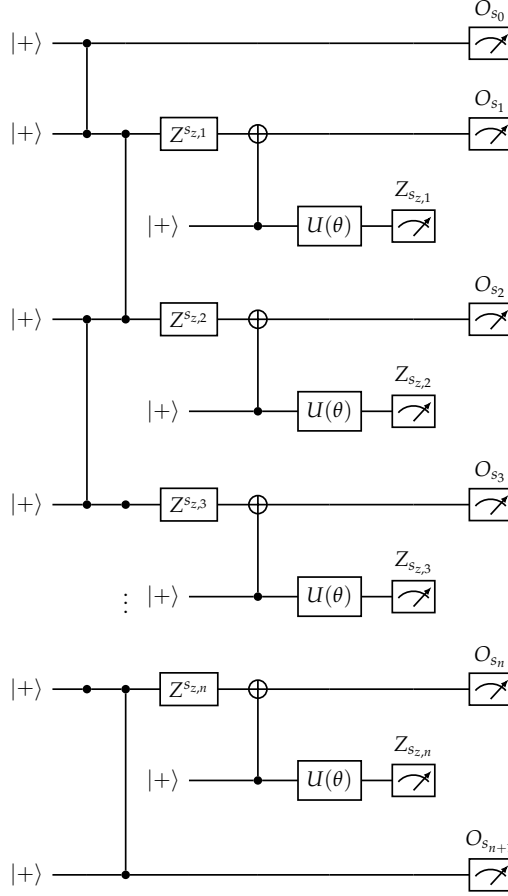 |+⟩ O_{s_0}
|+⟩ Z^{s_{z,1}} O_{s_1}
|+⟩ U(θ) Z_{s_{z,1}}
|+⟩ Z^{s_{z,2}} O_{s_2}
|+⟩ U(θ) Z_{s_{z,2}}
|+⟩ Z^{s_{z,3}} O_{s_3}
⋮ |+⟩ U(θ) Z_{s_{z,3}}
|+⟩ Z^{s_{z,n}} O_{s_n}
|+⟩ U(θ) Z_{s_{z,n}}
|+⟩ O_{s_{n+}}